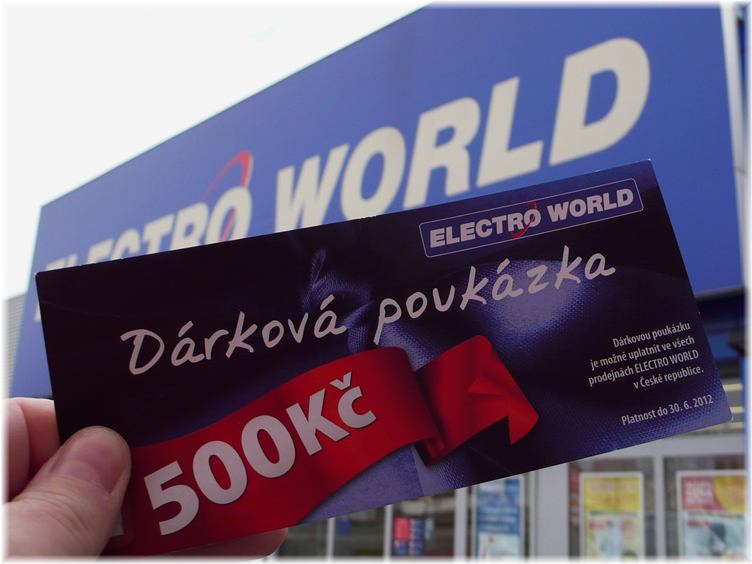 ELECTRO WORLD
ELECTRO WORLD
Dárková poukázka
500Kč
Dárkovou poukázku
je možné uplatnit ve všech
prodejnách ELECTRO WORLD
v České republice.
Platnost do 30. 6. 2012